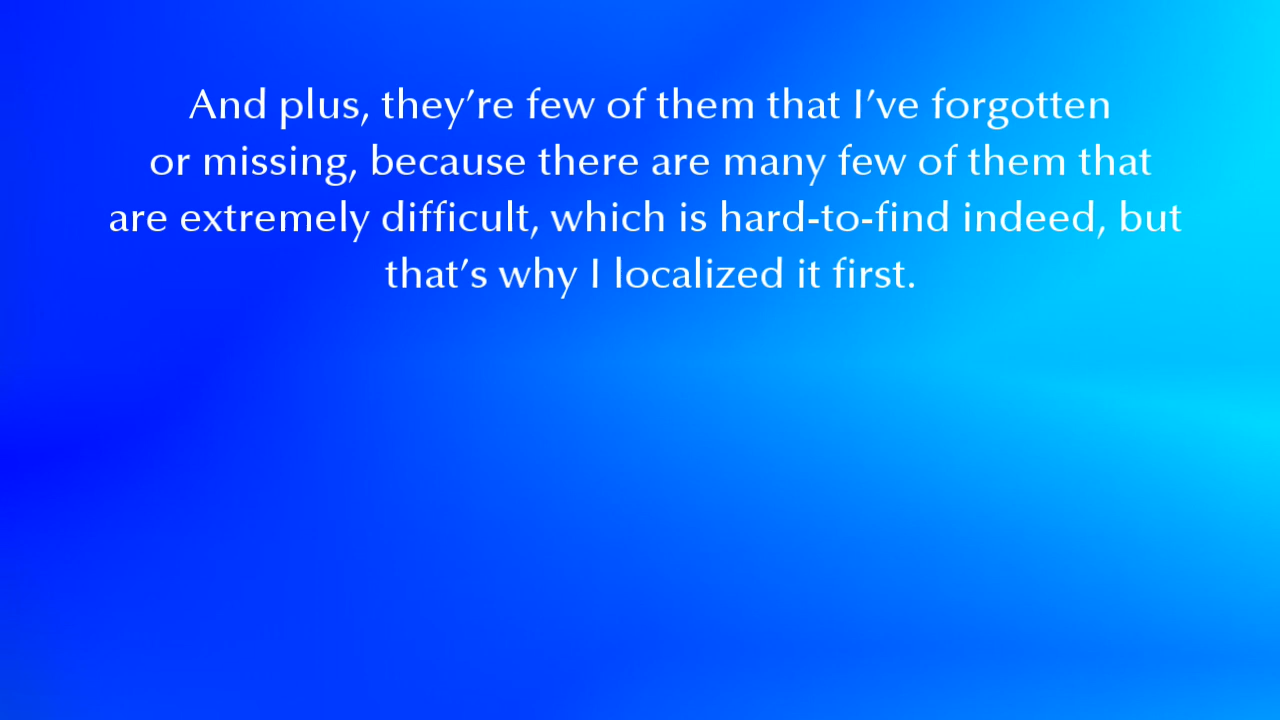 And plus, they’re few of them that I’ve forgotten
or missing, because there are many few of them that
are extremely difficult, which is hard-to-find indeed, but
that’s why I localized it first.